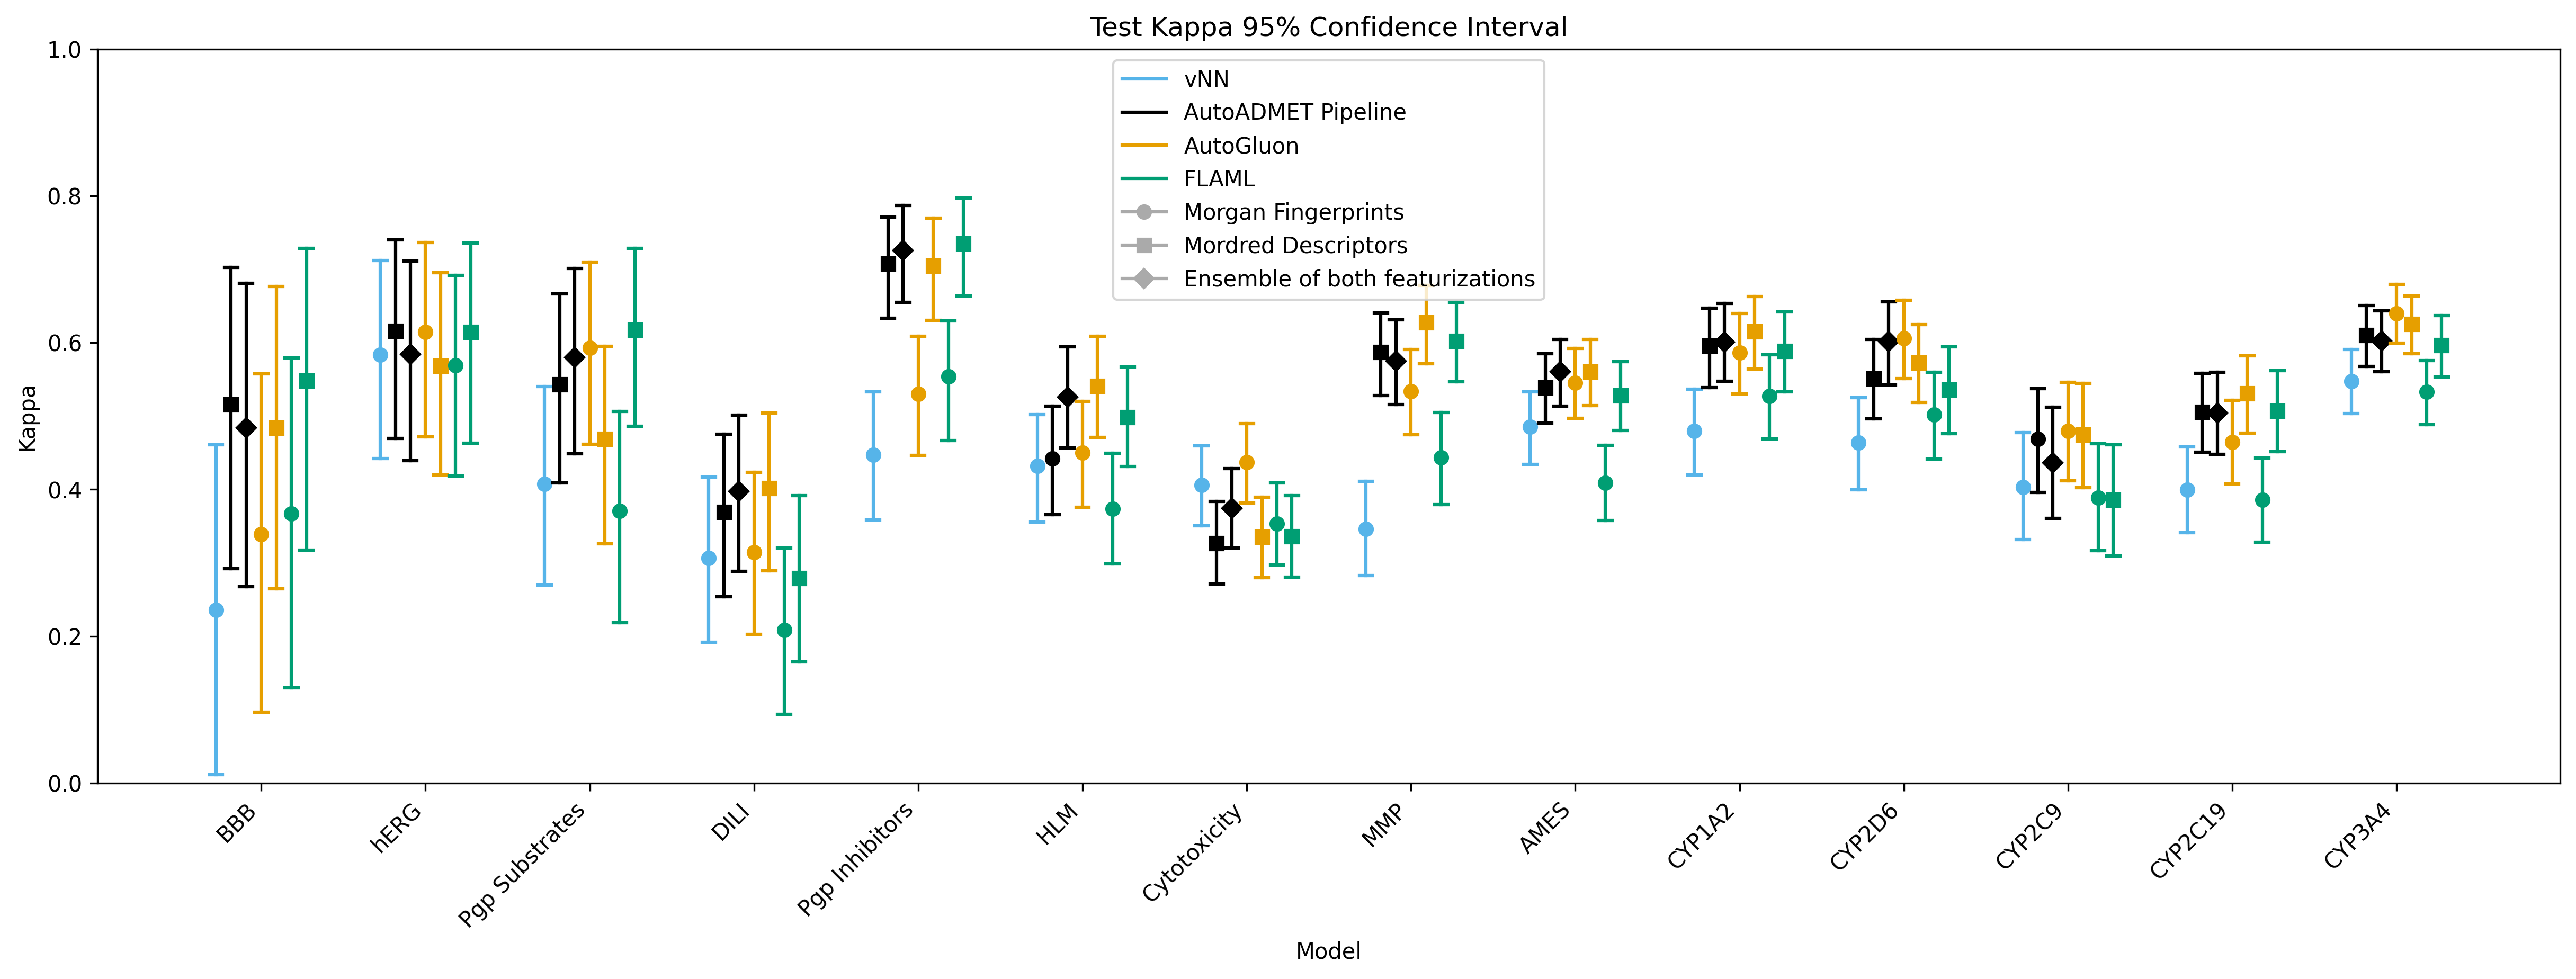 Test Kappa 95% Confidence Interval
1.0
0.8
0.6
0.4
0.2
0.0
Kappa
vNN
AutoADMET Pipeline
AutoGluon
FLAML
Morgan Fingerprints
Mordred Descriptors
Ensemble of both featurizations
BBB
hERG
Pgp Substrates
DILI
Pgp Inhibitors
HLM
Cytotoxicity
MMP
AMES
CYP1A2
CYP2D6
CYP2C9
CYP2C19
CYP3A4
Model